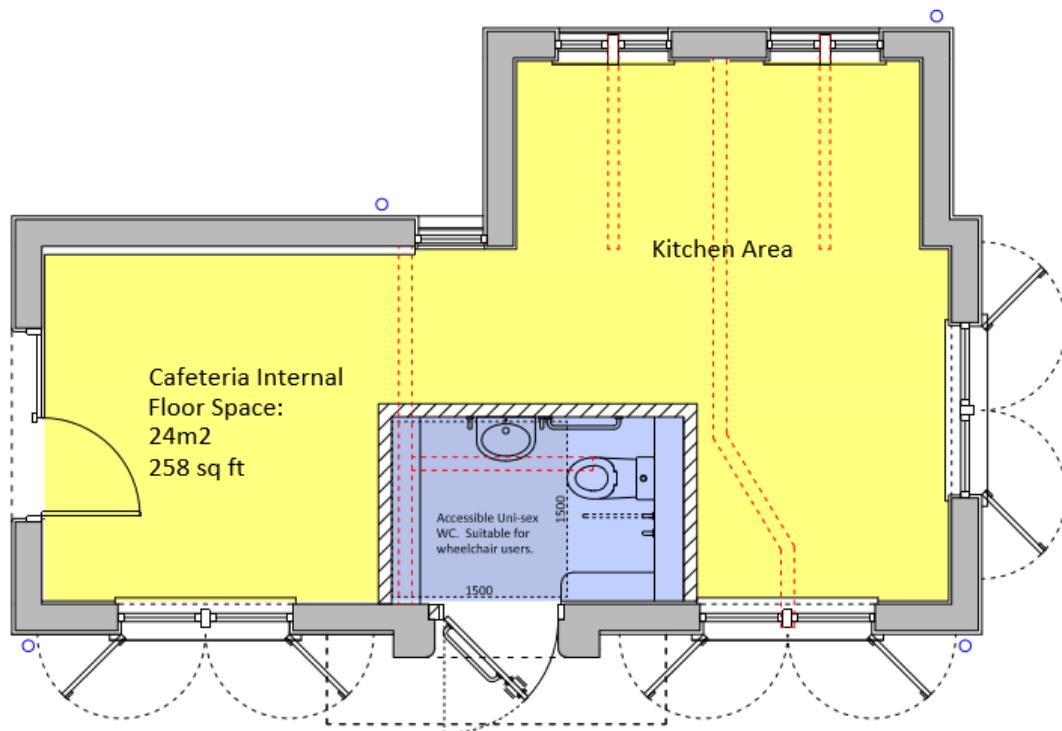 Kitchen Area
Cafeteria Internal
Floor Space:
24m2
258 sq ft
Accessible Uni-sex
WC. Suitable for
wheelchair users.
1500
1500